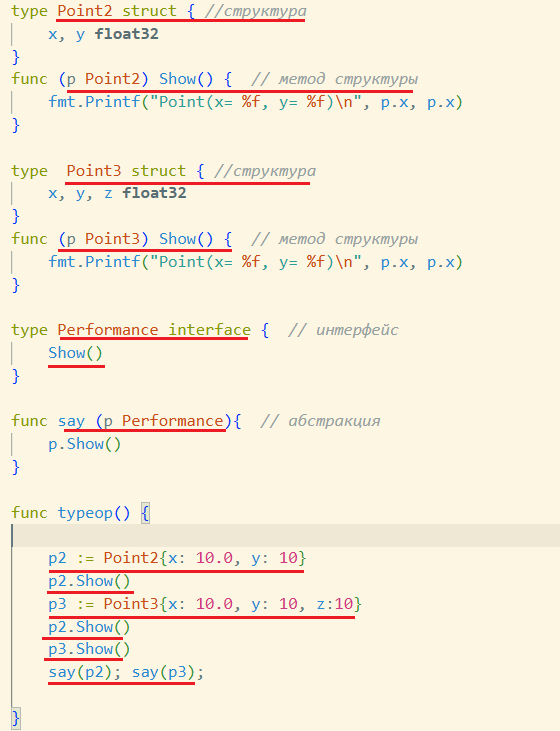 type Point2 struct { //структура
x, y float32
}
func (p Point2) Show() { // метод структуры
fmt.Printf("Point(x= %f, y= %f)\n", p.x, p.x)
}
type Point3 struct { //структура
x, y, z float32
}
func (p Point3) Show() { // метод структуры
fmt.Printf("Point(x= %f, y= %f)\n", p.x, p.x)
}
type Performance interface { // интерфейс
Show()
}
func say (p Performance){ // абстракция
p.Show()
}
func typeop() {
p2 := Point2{x: 10.0, y: 10}
p2.Show()
p3 := Point3{x: 10.0, y: 10, z:10}
p2.Show()
p3.Show()
say(p2); say(p3);
}